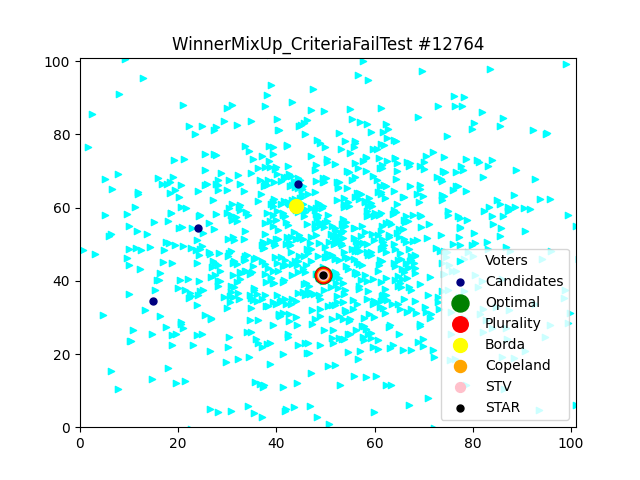 WinnerMixUp_CriteriaFailTest #12764
100
80
60
40
20
0
0
20
40
60
80
100
Voters
Candidates
Optimal
Plurality
Borda
Copeland
STV
STAR